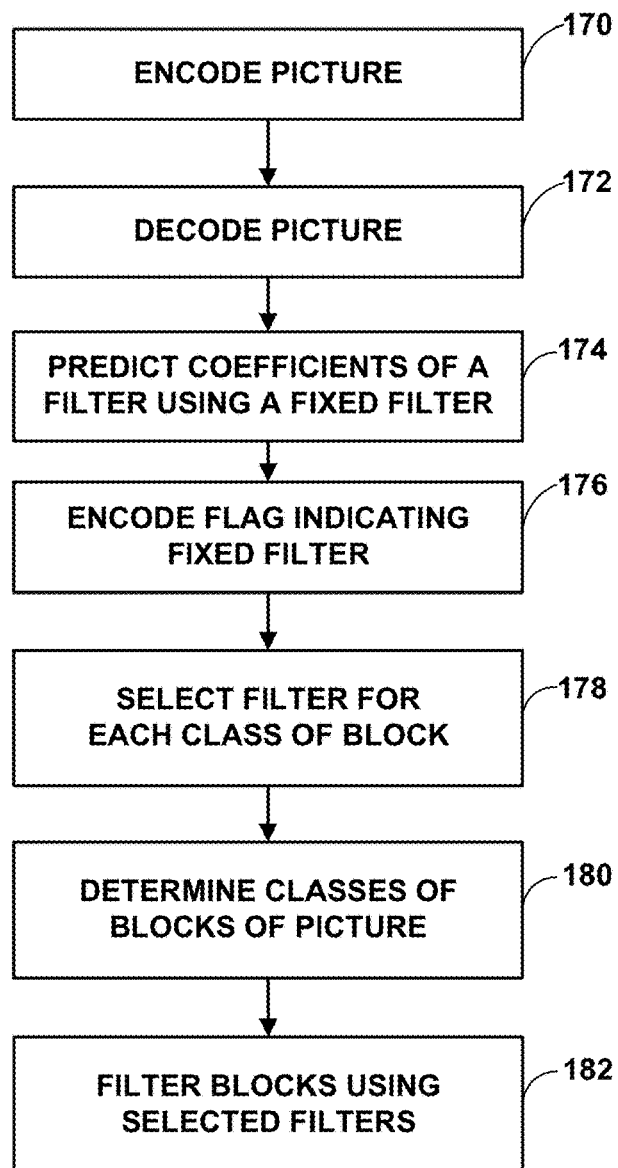 170
ENCODE PICTURE
172
DECODE PICTURE
174
PREDICT COEFFICIENTS OF A
FILTER USING A FIXED FILTER
176
ENCODE FLAG INDICATING
FIXED FILTER
178
SELECT FILTER FOR
EACH CLASS OF BLOCK
180
DETERMINE CLASSES OF
BLOCKS OF PICTURE
182
FILTER BLOCKS USING
SELECTED FILTERS